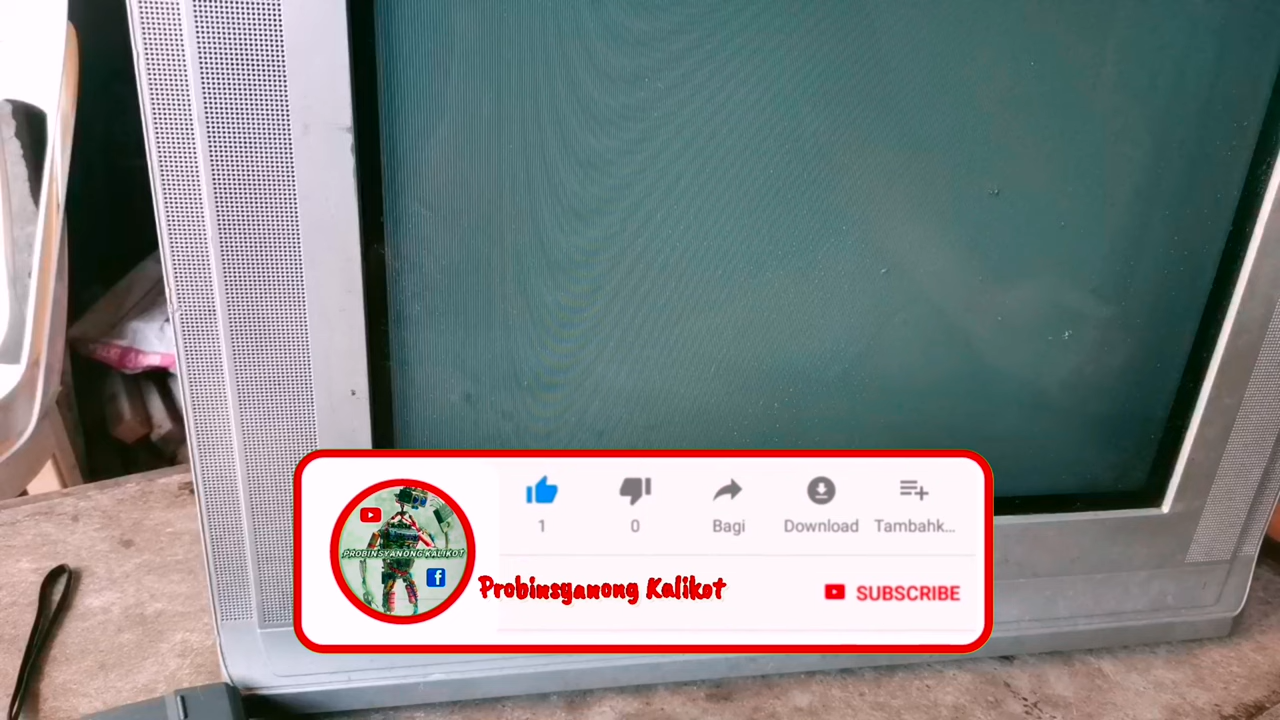 1
0
Bagi
Download
Tambahk...
PROBINSYANONG KALIKOT
Probinsyanong Kalikot
SUBSCRIBE